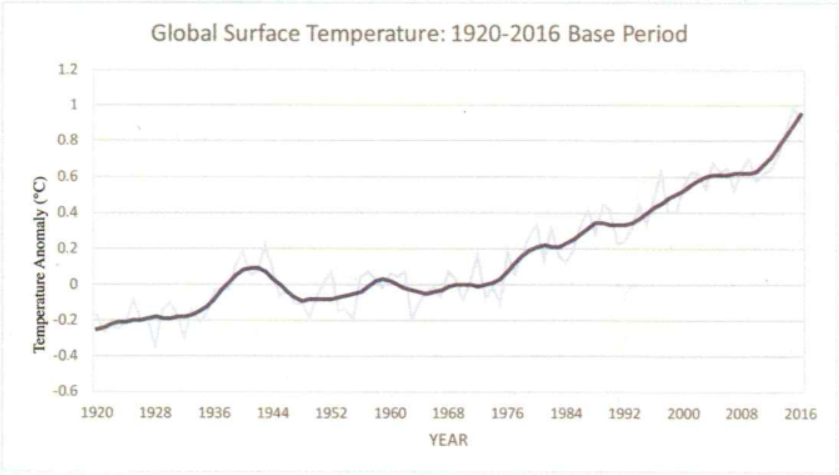 Global Surface Temperature: 1920-2016 Base Period
1.2
1
0.8
0.6
0.4
0.2
0
-0.2
-0.4
-0.6
Temperature Anomaly (°C)
1920 1928 1936 1944 1952 1960 1968 1976 1984 1992 2000 2008 2016
YEAR